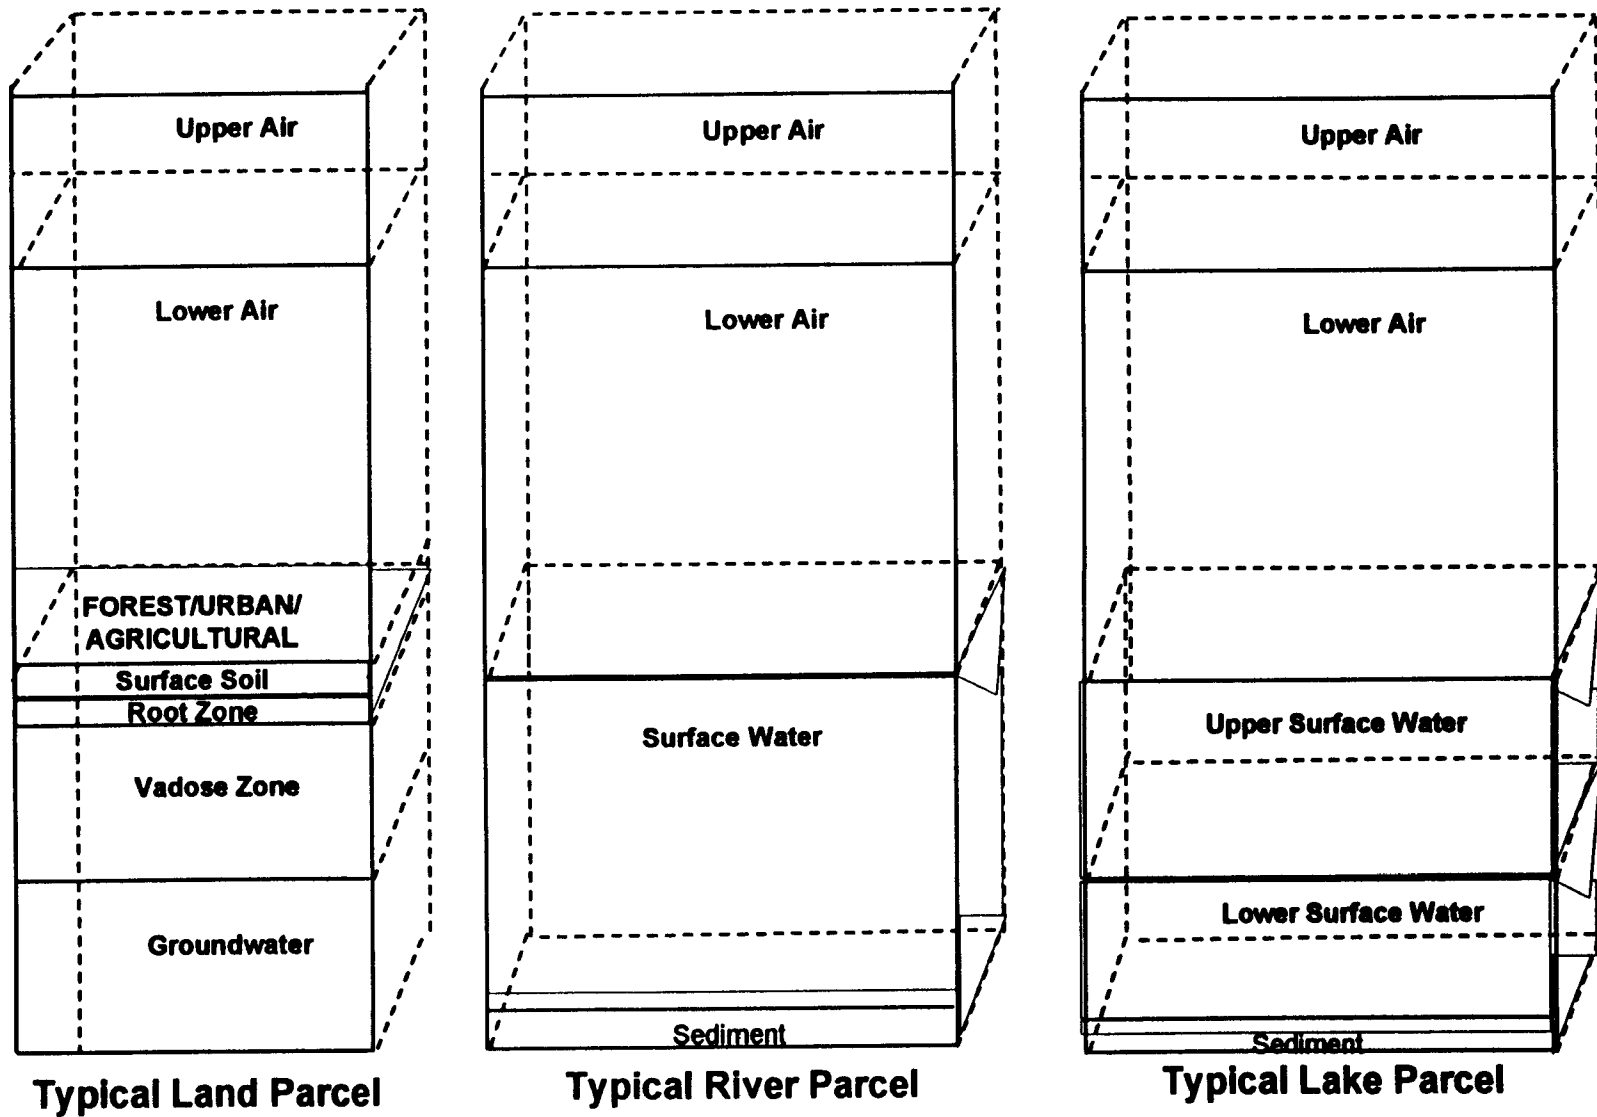 Upper Air
Lower Air
FOREST/URBAN/
AGRICULTURAL
Surface Soil
Root Zone
Vadose Zone
Groundwater
Typical Land Parcel
Upper Air
Lower Air
Surface Water
Sediment
Typical River Parcel
Upper Air
Lower Air
Upper Surface Water
Lower Surface Water
Sediment
Typical Lake Parcel